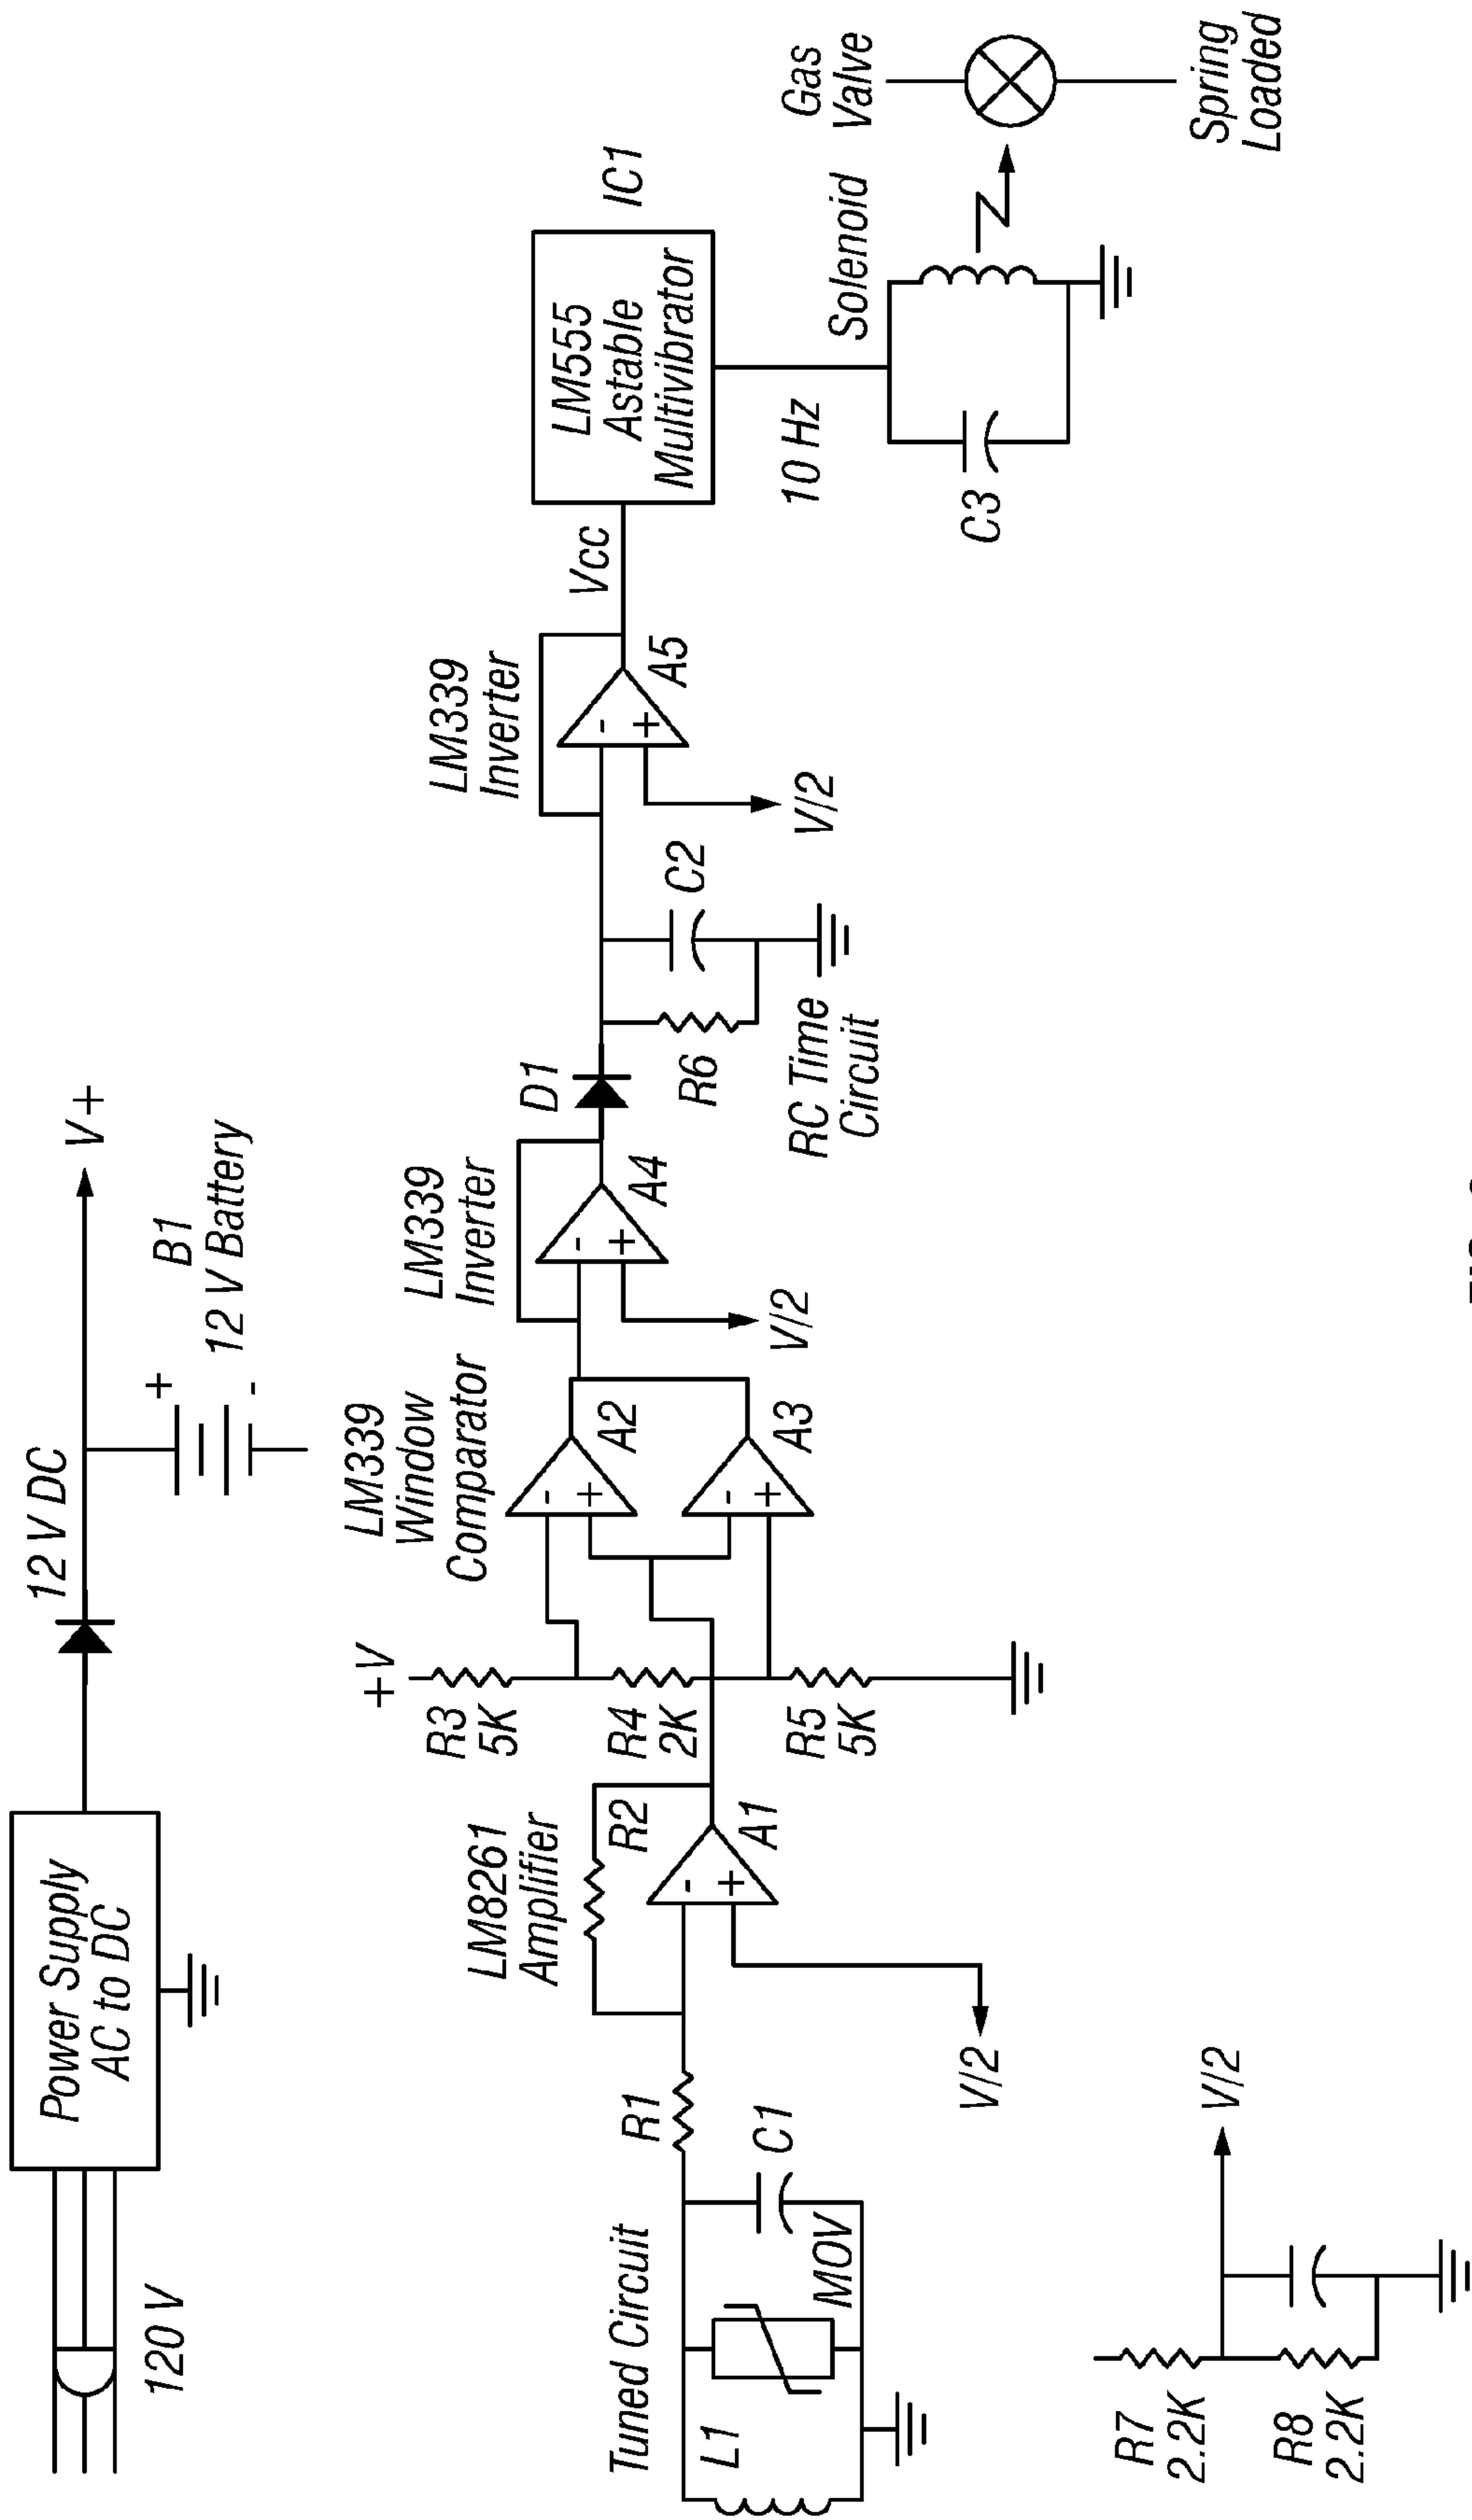 120 V
Power Supply
AC to DC
12 V DC
+
-
B1
12 V Battery
V+
Tuned Circuit
L1
MOV
C1
R1
LM8261
Amplifier
R2
-
+
A1
V/2
+V
R3
5K
R4
2K
R5
5K
LM339
Window
Comparator
-
+
A2
-
+
A3
LM339
Inverter
-
+
A4
V/2
D1
R6
C2
RC Time
Circuit
LM339
Inverter
-
+
A5
V/2
Vcc
LM555
Astable
Multivibrator
IC1
10 Hz
C3
Solenoid
Gas
Valve
Spring
Loaded
R7
2.2K
R8
2.2K
V/2